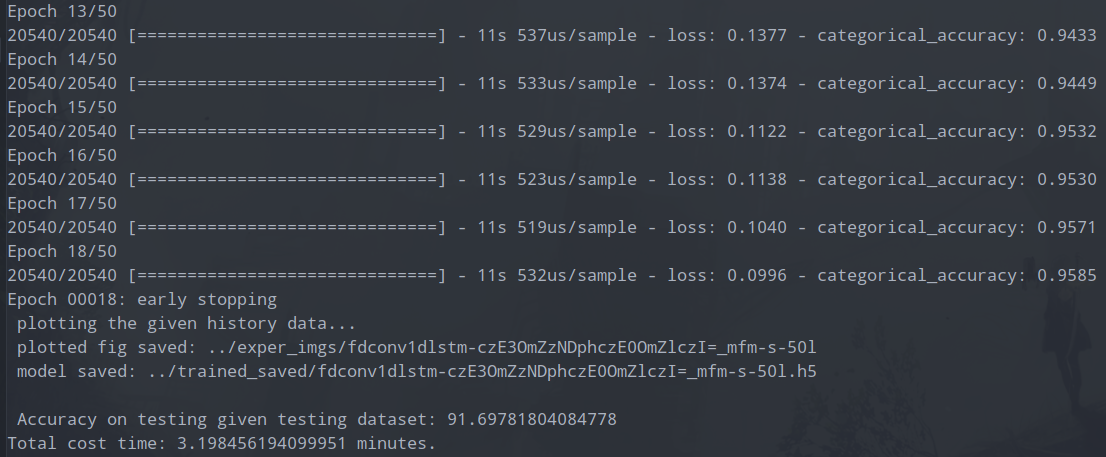 Epoch 13/50
20540/20540 [==============================] - 11s 537us/sample - loss: 0.1377 - categorical_accuracy: 0.9433
Epoch 14/50
20540/20540 [==============================] - 11s 533us/sample - loss: 0.1374 - categorical_accuracy: 0.9449
Epoch 15/50
20540/20540 [==============================] - 11s 529us/sample - loss: 0.1122 - categorical_accuracy: 0.9532
Epoch 16/50
20540/20540 [==============================] - 11s 523us/sample - loss: 0.1138 - categorical_accuracy: 0.9530
Epoch 17/50
20540/20540 [==============================] - 11s 519us/sample - loss: 0.1040 - categorical_accuracy: 0.9571
Epoch 18/50
20540/20540 [==============================] - 11s 532us/sample - loss: 0.0996 - categorical_accuracy: 0.9585
Epoch 00018: early stopping
plotting the given history data...
plotted fig saved: ../exper_imgs/fdconv1dlstm-czE3OmZzNDphczE0OmZlczI=_mfm-s-50l
model saved: ../trained_saved/fdconv1dlstm-czE3OmZzNDphczE0OmZlczI=_mfm-s-50l.h5
Accuracy on testing given testing dataset: 91.69781804084778
Total cost time: 3.198456194099951 minutes.